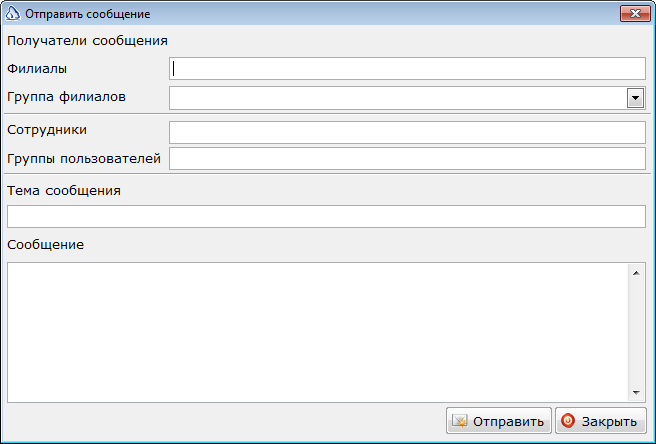 Отправить сообщение
Получатели сообщения
Филиалы
Группа филиалов
Сотрудники
Группы пользователей
Тема сообщения
Сообщение
Отправить Закрыть